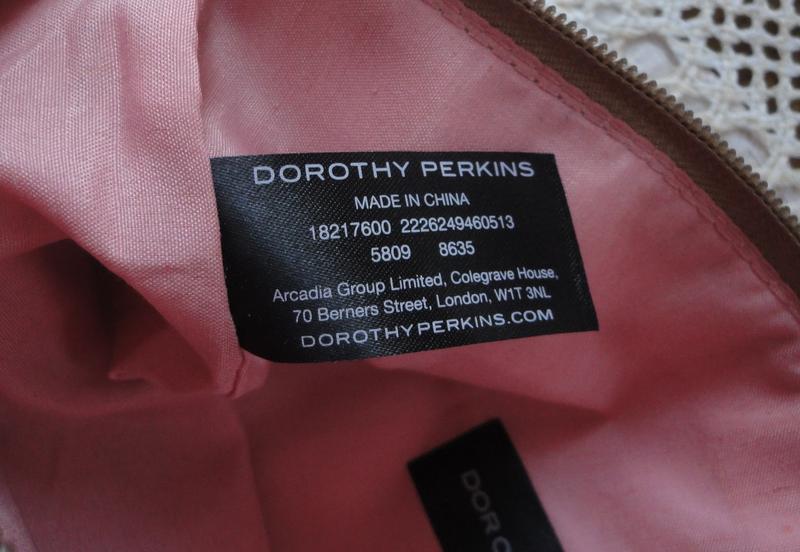 DOROTHY PERKINS
MADE IN CHINA
18217600 2226249460513
5809 8635
Arcadia Group Limited, Colegrave House,
70 Berners Street, London, W1T 3NL
DOROTHYPERKINS.COM
DORO